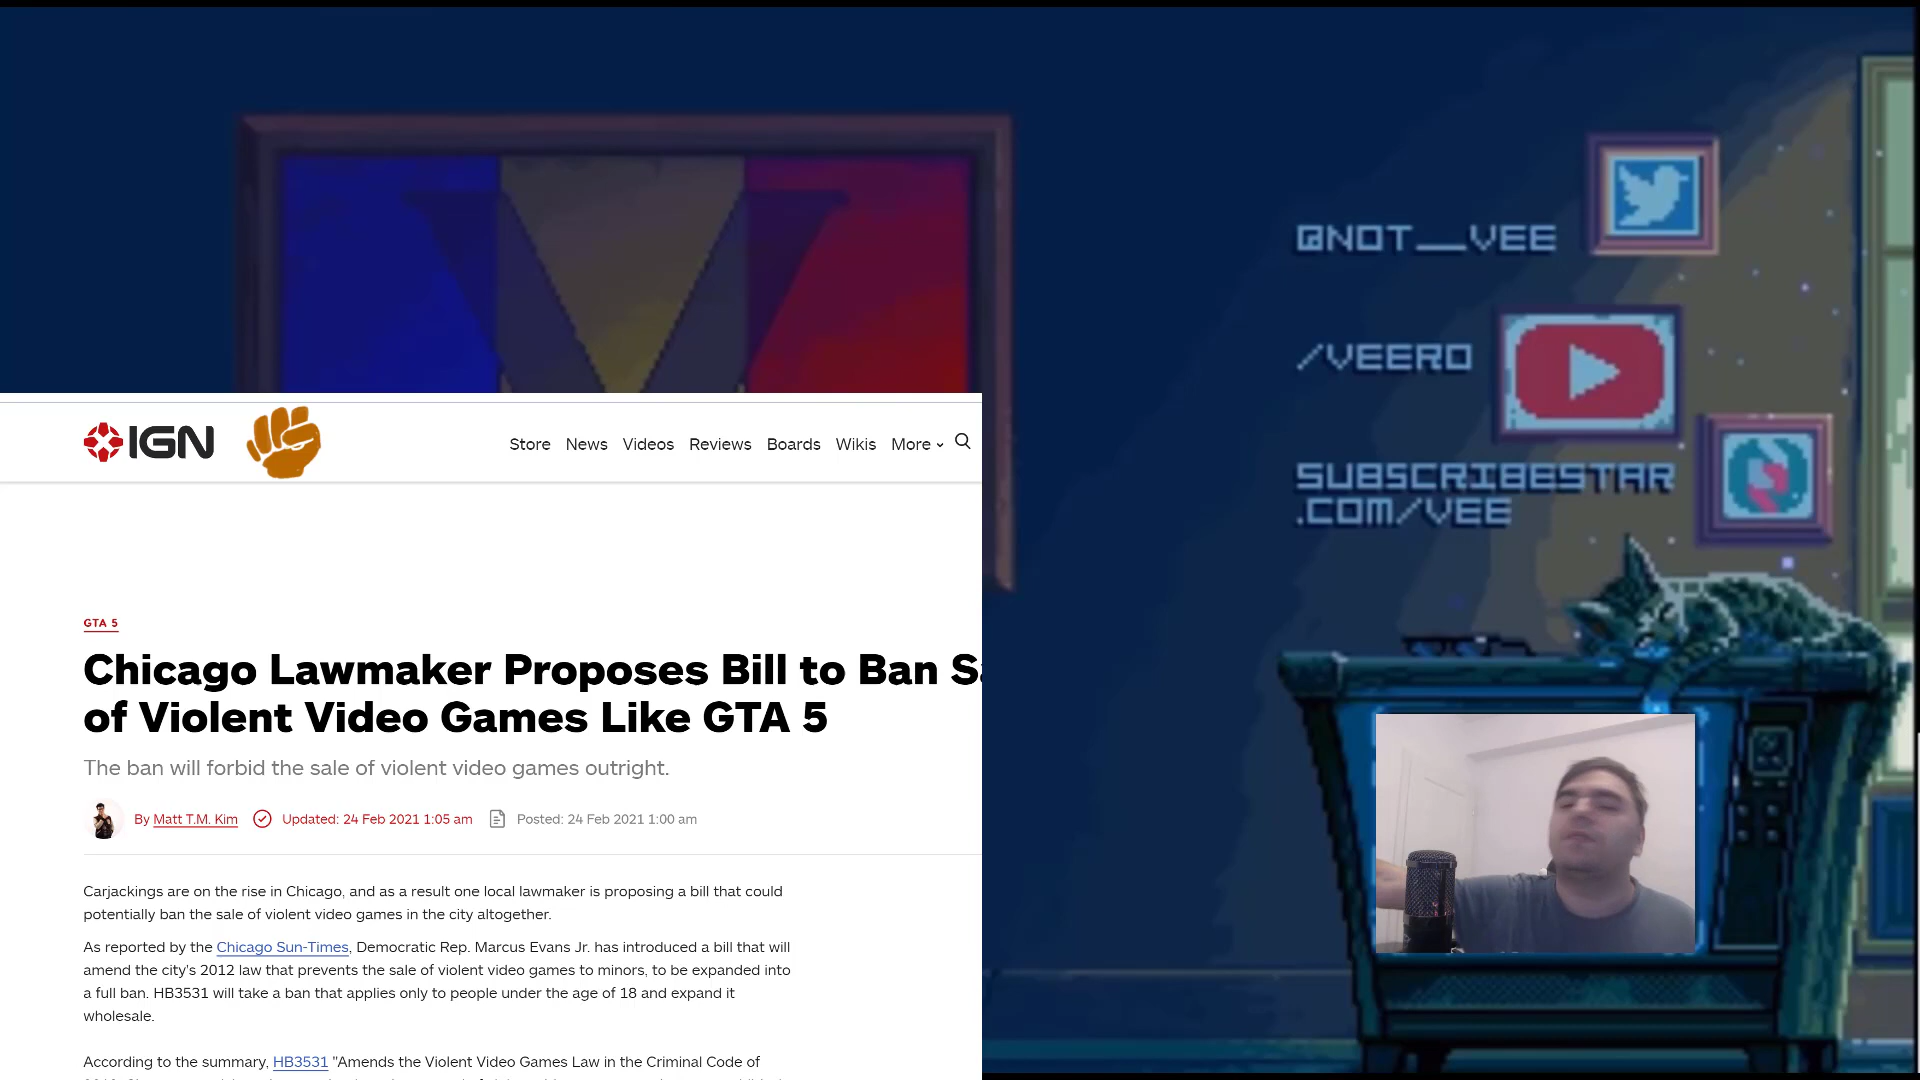 @NOT__VEE
/VEERO
SUBSCRIBESTAR
.COM/VEE
IGN
Store News Videos Reviews Boards Wikis More
GTA 5
Chicago Lawmaker Proposes Bill to Ban
of Violent Video Games Like GTA 5
The ban will forbid the sale of violent video games outright.
By Matt T.M. Kim Updated: 24 Feb 2021 1:05 am Posted: 24 Feb 2021 1:00 am
Carjackings are on the rise in Chicago, and as a result one local lawmaker is proposing a bill that could
potentially ban the sale of violent video games in the city altogether.
As reported by the Chicago Sun-Times, Democratic Rep. Marcus Evans Jr. has introduced a bill that will
amend the city's 2012 law that prevents the sale of violent video games to minors, to be expanded into
a full ban. HB3531 will take a ban that applies only to people under the age of 18 and expand it
wholesale.
According to the summary, HB3531 "Amends the Violent Video Games Law in the Criminal Code of